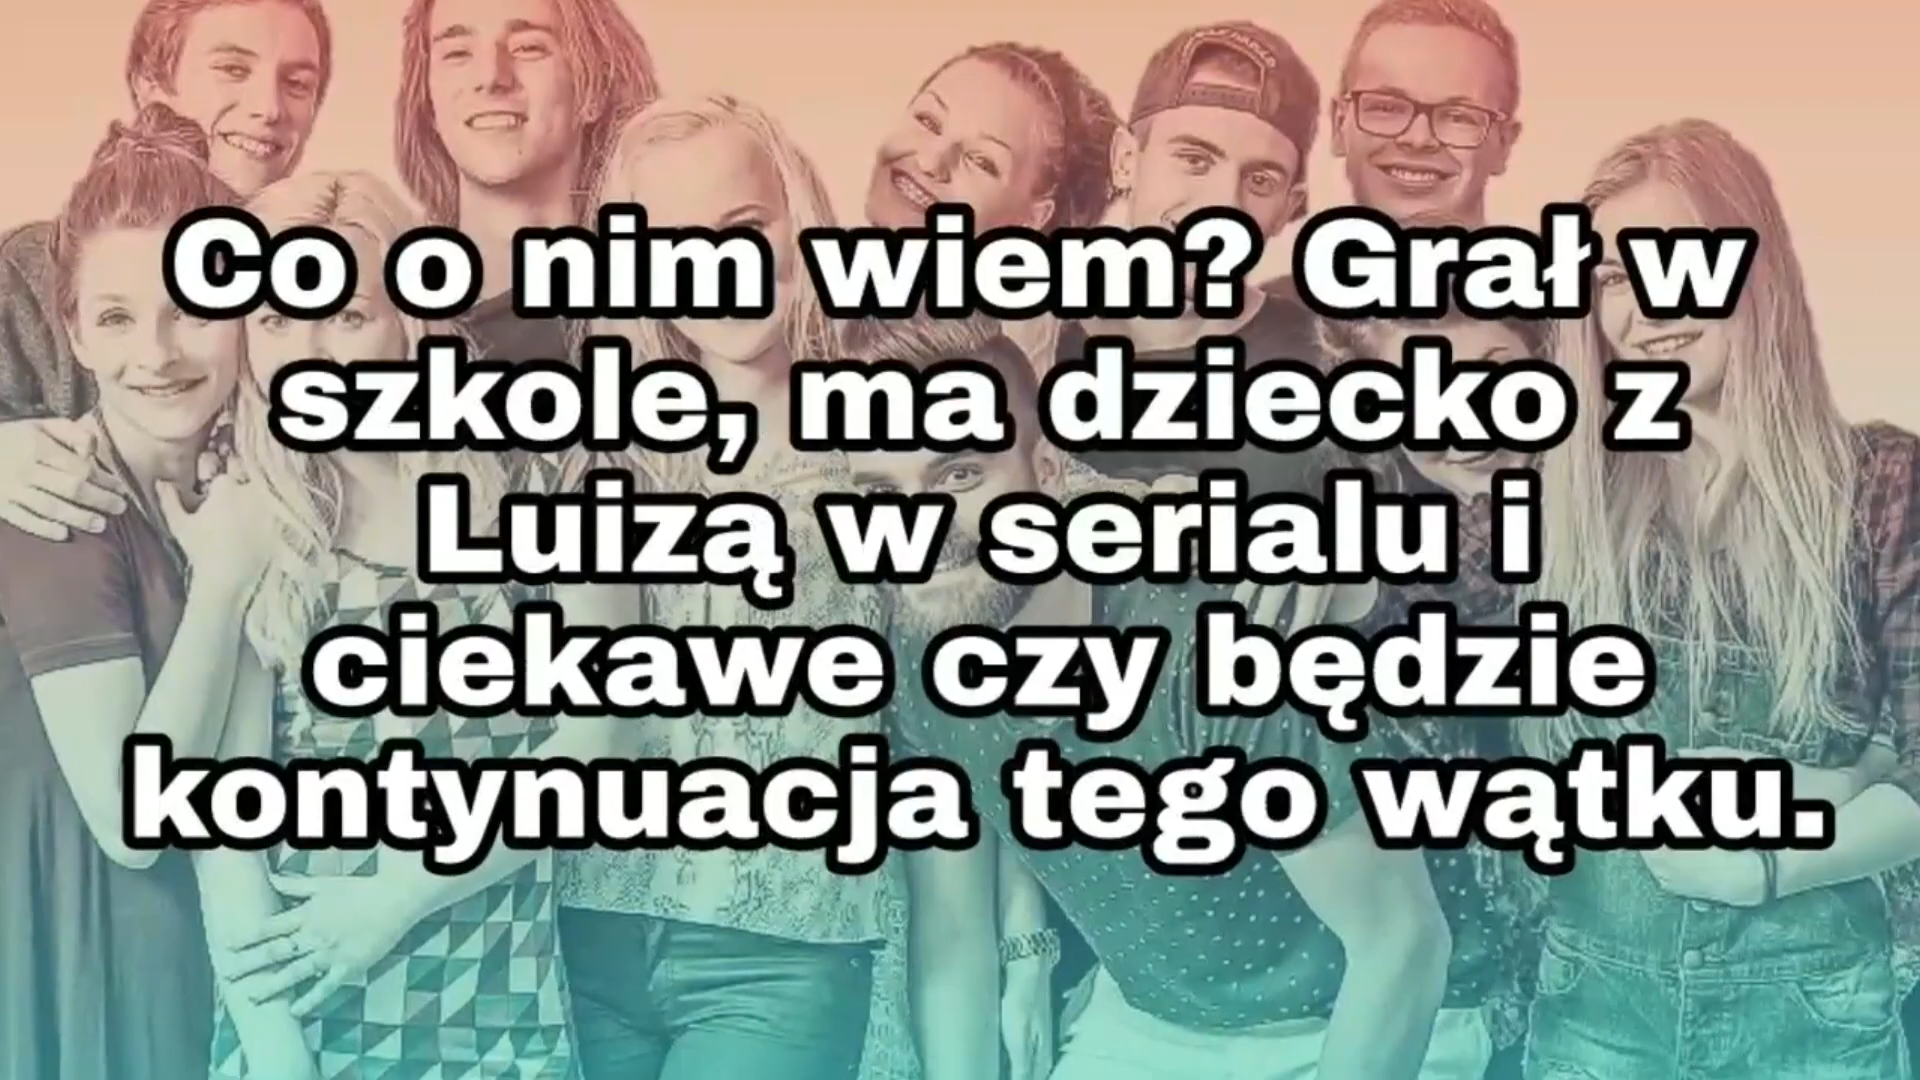 Co o nim wiem? Grał w
szkole, ma dziecko z
Luizą w serialu i
ciekawe czy będzie
kontynuacja tego wątku.